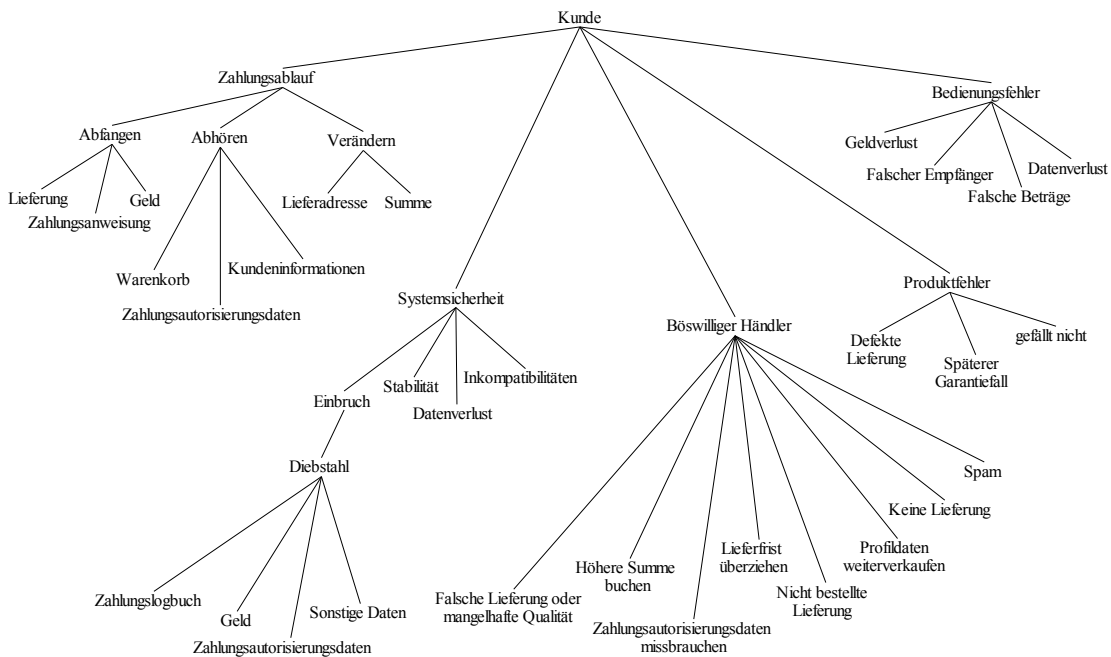 Kunde
Zahlungsablauf
Bedienungsfehler
Abfangen
Abhören
Verändern
Geldverlust
Falscher Empfänger
Falsche Beträge
Datenverlust
Lieferung
Zahlungsanweisung
Geld
Lieferadresse
Summe
Warenkorb
Kundeninformationen
Zahlungsautorisierungsdaten
Systemsicherheit
Böswilliger Händler
Produktfehler
Defekte
Lieferung
Späterer
Garantiefall
gefällt nicht
Einbruch
Stabilität
Datenverlust
Inkompatibilitäten
Diebstahl
Zahlungslogbuch
Geld
Zahlungsautorisierungsdaten
Sonstige Daten
Falsche Lieferung oder
mangelhafte Qualität
Höhere Summe
buchen
Zahlungsautorisierungsdaten
missbrauchen
Lieferfrist
überziehen
Nicht bestellte
Lieferung
Profildaten
weiterverkaufen
Keine Lieferung
Spam